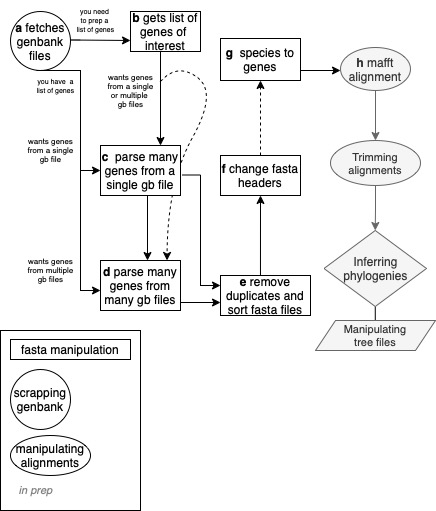 a fetches
genbank
files
you need
to prep a
list of genes
b gets list of
genes of
interest
you have a
list of genes
wants genes
from a single
or multiple
gb files
g species to
genes
h mafft
alignment
wants genes
from a single
gb file
c parse many
genes from a
single gb file
f change fasta
headers
Trimming
alignments
wants genes
from multiple
gb files
d parse many
genes from
many gb files
e remove
duplicates and
sort fasta files
Inferring
phylogenies
Manipulating
tree files
fasta manipulation
scrapping
genbank
manipulating
alignments
in prep